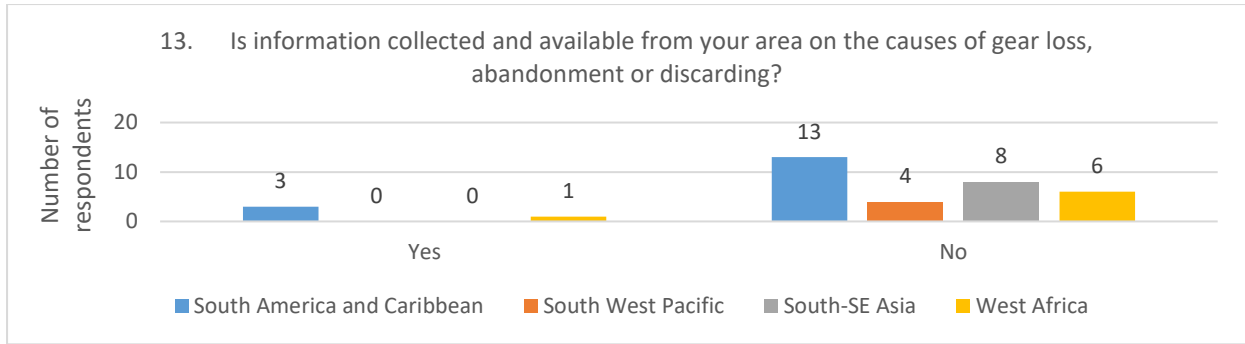 13. Is information collected and available from your area on the causes of gear loss,
abandonment or discarding?
Number of
respondents
20
10
0
3
0
0
1
13
4
8
6
Yes
No
South America and Caribbean
South West Pacific
South-SE Asia
West Africa